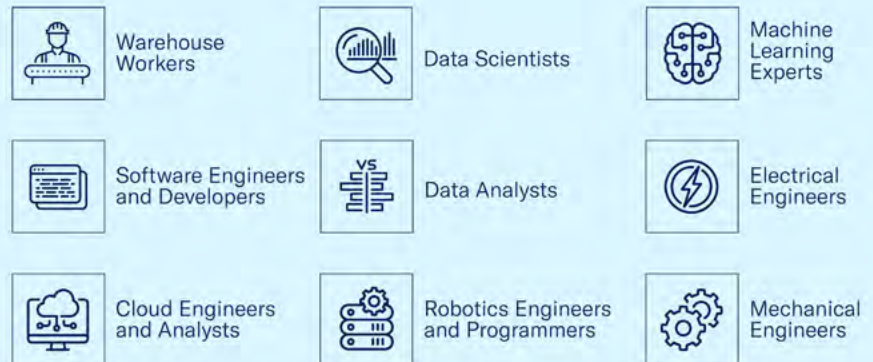 Warehouse
Workers
Data Scientists
Machine
Learning
Experts
Software Engineers
and Developers
VS
Data Analysts
Electrical
Engineers
Cloud Engineers
and Analysts
Robotics Engineers
and Programmers
Mechanical
Engineers